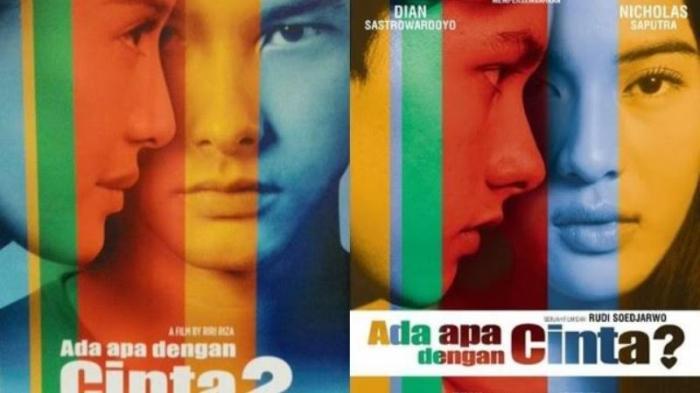 A FILM BY RIRI RIZA
Ada apa dengan
Cinta?
DIAN
SASTROWARDOYO
NICHOLAS
SAPUTRA
RUDI SOEDJARWO
Ada apa
dengan
Cinta?